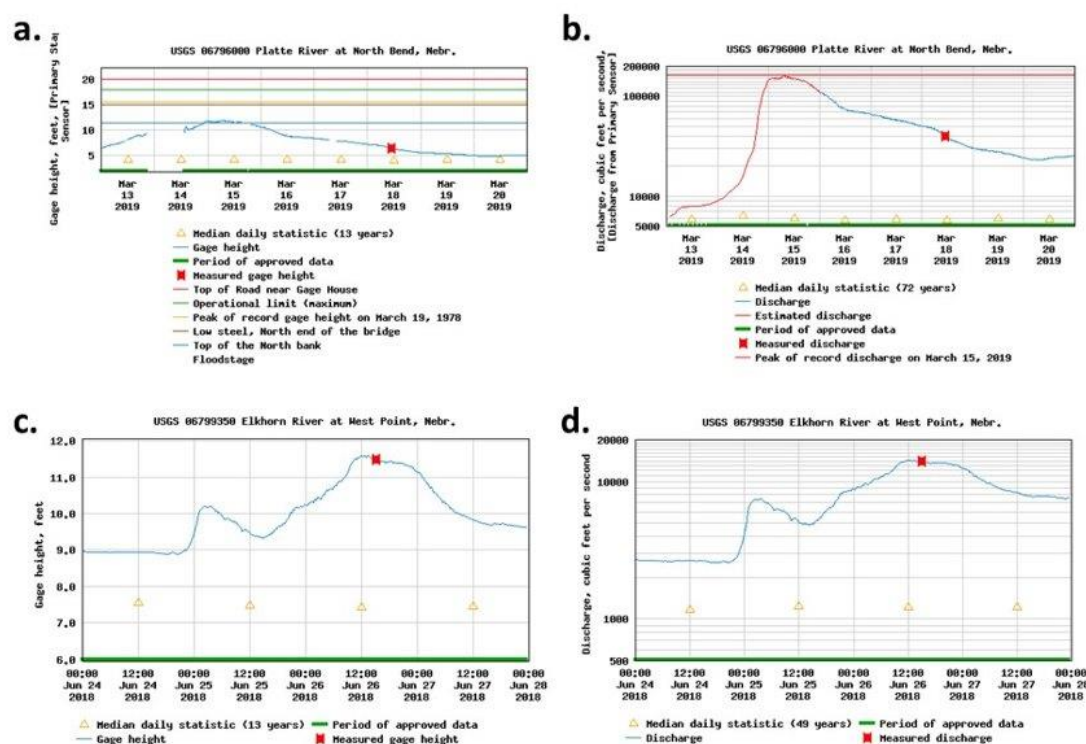 a.
USGS 06796000 Platte River at North Bend, Nebr.
Gage height, feet, [Primary Stag
Sensor]
20
15
10
5
Mar Mar Mar Mar Mar Mar Mar Mar
13 14 15 16 17 18 19 20
2019 2019 2019 2019 2019 2019 2019 2019
Median daily statistic (13 years)
Gage height
Period of approved data
Measured gage height
Top of Road near Gage House
Operational limit (maximum)
Peak of record gage height on March 19, 1978
Low steel, North end of the bridge
Top of the North bank
Floodstage
b.
USGS 06796000 Platte River at North Bend, Nebr.
Discharge, cubic feet per second,
[Discharge from Primary Sensor]
200000
100000
10000
5000
Mar Mar Mar Mar Mar Mar Mar Mar
13 14 15 16 17 18 19 20
2019 2019 2019 2019 2019 2019 2019 2019
Median daily statistic (72 years)
Discharge
Estimated discharge
Period of approved data
Measured discharge
Peak of record discharge on March 15, 2019
c.
USGS 06799350 Elkhorn River at West Point, Nebr.
Gage height, feet
12.0
11.0
10.0
9.0
8.0
7.0
6.0
00:00 12:00 00:00 12:00 00:00 12:00 00:00 12:00 00:00
Jun 24 Jun 24 Jun 25 Jun 25 Jun 26 Jun 26 Jun 27 Jun 27 Jun 28
2018 2018 2018 2018 2018 2018 2018 2018 2018
Median daily statistic (13 years) Period of approved data
Gage height Measured gage height
d.
USGS 06799350 Elkhorn River at West Point, Nebr.
Discharge, cubic feet per second
20000
10000
1000
500
00:00 12:00 00:00 12:00 00:00 12:00 00:00 12:00 00:00
Jun 24 Jun 24 Jun 25 Jun 25 Jun 26 Jun 26 Jun 27 Jun 27 Jun 28
2018 2018 2018 2018 2018 2018 2018 2018 2018
Median daily statistic (49 years) Period of approved data
Discharge Measured discharge